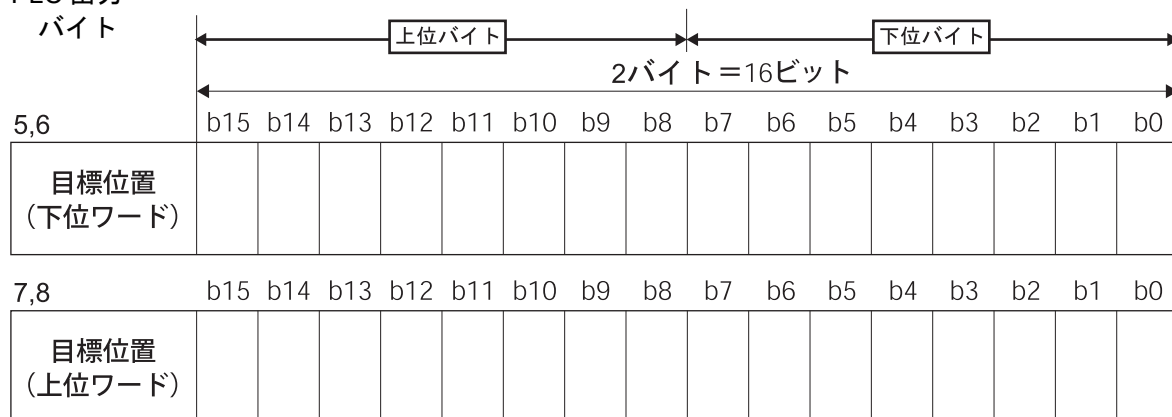 バイト
上位バイト
下位バイト
2バイト＝16ビット
5,6
b15 b14 b13 b12 b11 b10 b9 b8 b7 b6 b5 b4 b3 b2 b1 b0
目標位置
（下位ワード）
7,8
b15 b14 b13 b12 b11 b10 b9 b8 b7 b6 b5 b4 b3 b2 b1 b0
目標位置
（上位ワード）